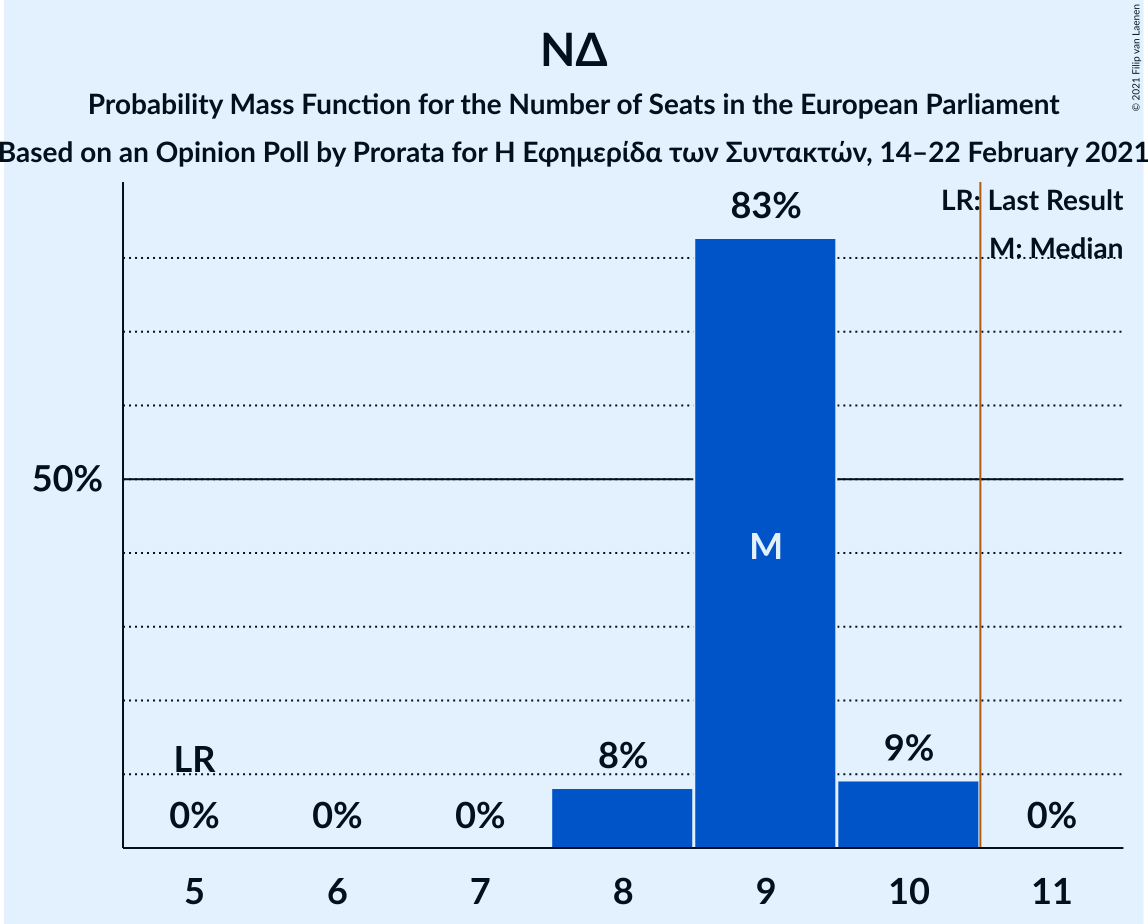 ΝΔ
Probability Mass Function for the Number of Seats in the European Parliament
Based on an Opinion Poll by Prorata for Η Εφημερίδα των Συντακτών, 14–22 February 2021
© 2021 Filip van Laenen
LR: Last Result
M: Median
83%
50%
M
LR
8%
9%
0%
0%
0%
0%
5
6
7
8
9
10
11